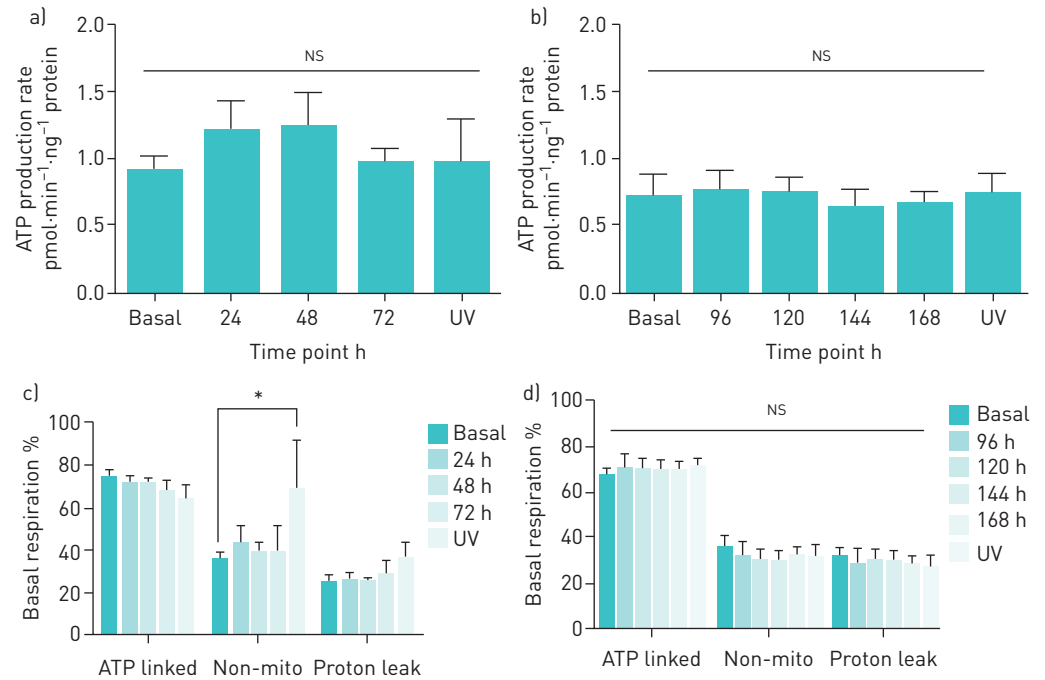 a)
2.0
1.5
1.0
0.5
0.0
ATP production rate
pmol·min⁻¹·ng⁻¹ protein
NS
Basal 24 48 72 UV
Time point h
b)
2.0
1.5
1.0
0.5
0.0
ATP production rate
pmol·min⁻¹·ng⁻¹ protein
NS
Basal 96 120 144 168 UV
Time point h
c)
100
80
60
40
20
0
Basal respiration %
*
Basal
24 h
48 h
72 h
UV
ATP linked Non-mito Proton leak
d)
100
80
60
40
20
0
Basal respiration %
NS
Basal
96 h
120 h
144 h
168 h
UV
ATP linked Non-mito Proton leak